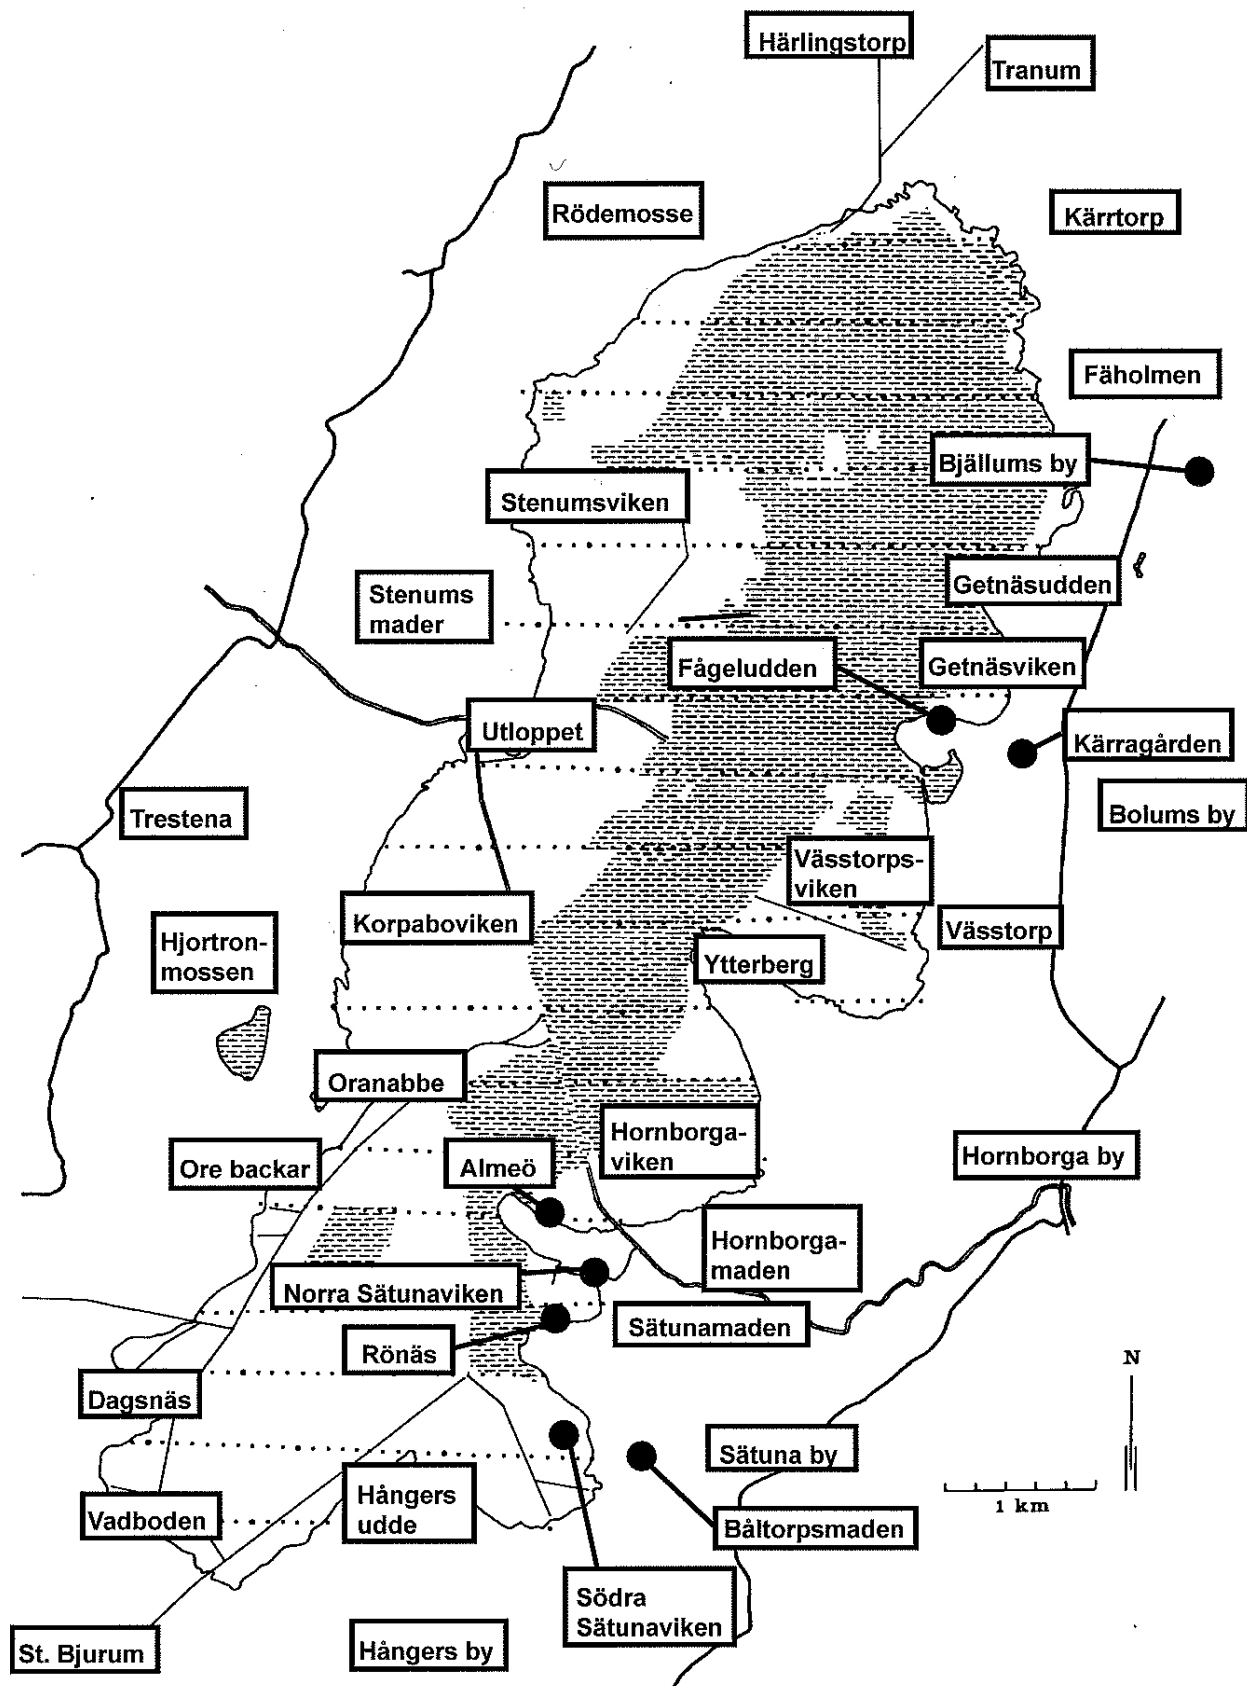 Härlingstorp
Tranum
Rödemosse
Kärrtorp
Fäholmen
Bjällums by
Stenumsviken
Getnäsudden
Stenums
mader
Fågeludden
Getnäsviken
Utloppet
Kärragården
Trestena
Bolums by
Vässtorps-
viken
Korpaboviken
Hjortron-
mossen
Vässtorp
Ytterberg
Oranabbe
Hornborga-
viken
Ore backar
Almeö
Hornborga by
Hornborga-
maden
Norra Sätunaviken
Sätunamaden
Rönäs
N
Dagsnäs
Sätuna by
1 km
Vadboden
Hångers
udde
Båltorpsmaden
Södra
Sätunaviken
St. Bjurum
Hångers by